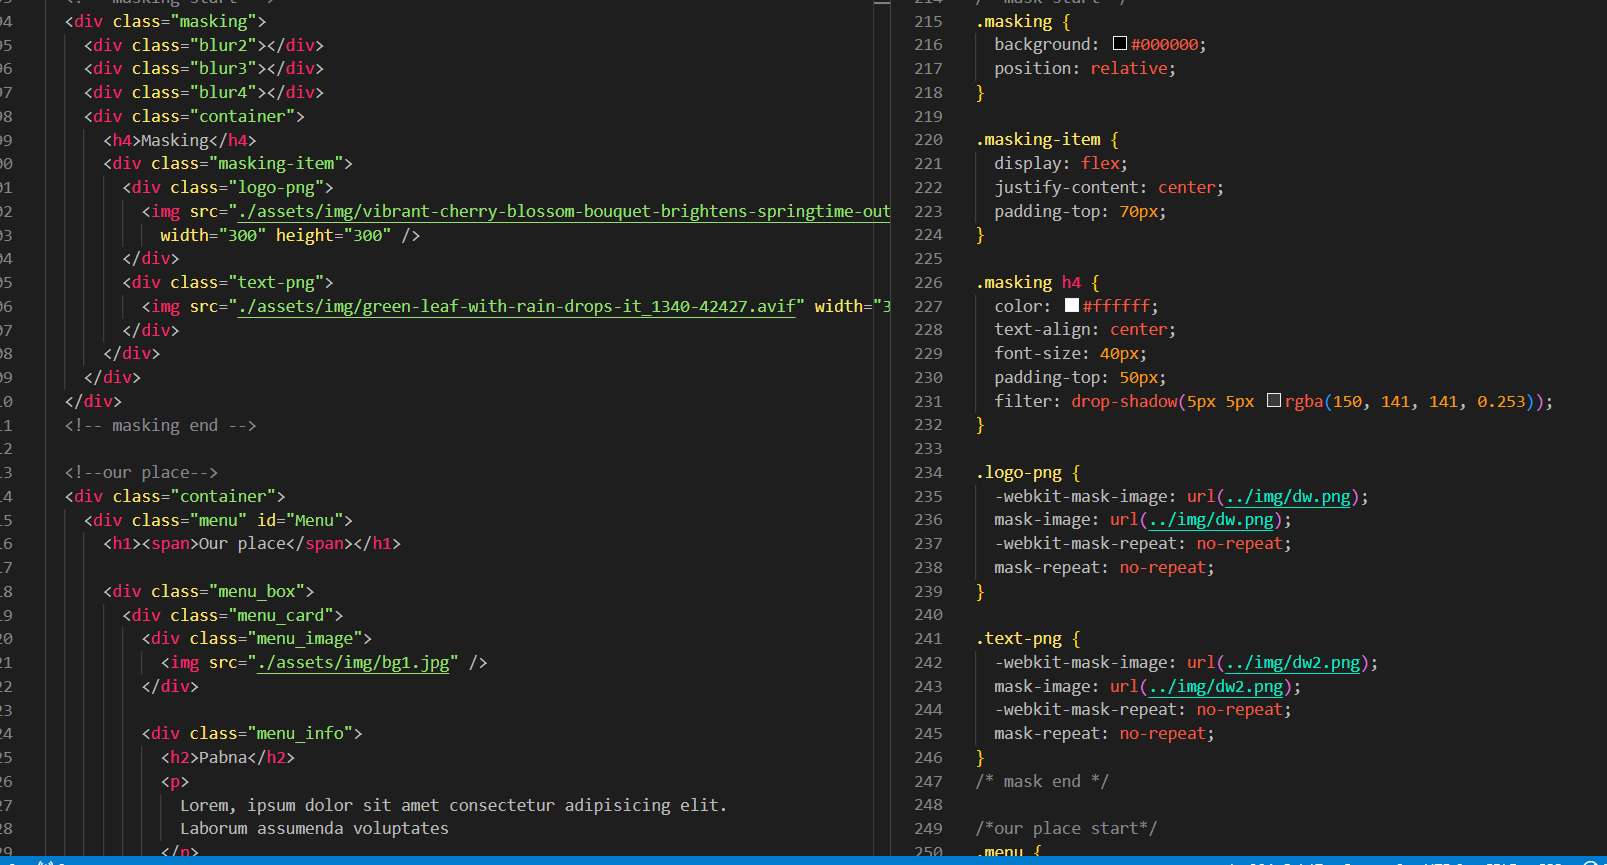 94 <div class="masking">
95 <div class="blur2"></div>
96 <div class="blur3"></div>
97 <div class="blur4"></div>
98 <div class="container">
99 <h4>Masking</h4>
00 <div class="masking-item">
01 <div class="logo-png">
02 <img src="./assets/img/vibrant-cherry-blossom-bouquet-brightens-springtime-out
03 width="300" height="300" />
04 </div>
05 <div class="text-png">
06 <img src="./assets/img/green-leaf-with-rain-drops-it_1340-42427.avif" width="3
07 </div>
08 </div>
09 </div>
10 </div>
11 <!-- masking end -->
12
13 <!--our place-->
14 <div class="container">
15 <div class="menu" id="Menu">
16 <h1><span>Our place</span></h1>
17
18 <div class="menu_box">
19 <div class="menu_card">
20 <div class="menu_image">
21 <img src="./assets/img/bg1.jpg" />
22 </div>
23
24 <div class="menu_info">
25 <h2>Pabna</h2>
26 <p>
27 Lorem, ipsum dolor sit amet consectetur adipisicing elit.
28 Laborum assumenda voluptates
29 </p>
214 /* mask start */
215 .masking {
216 background: #000000;
217 position: relative;
218 }
219
220 .masking-item {
221 display: flex;
222 justify-content: center;
223 padding-top: 70px;
224 }
225
226 .masking h4 {
227 color: #ffffff;
228 text-align: center;
229 font-size: 40px;
230 padding-top: 50px;
231 filter: drop-shadow(5px 5px rgba(150, 141, 141, 0.253));
232 }
233
234 .logo-png {
235 -webkit-mask-image: url(../img/dw.png);
236 mask-image: url(../img/dw.png);
237 -webkit-mask-repeat: no-repeat;
238 mask-repeat: no-repeat;
239 }
240
241 .text-png {
242 -webkit-mask-image: url(../img/dw2.png);
243 mask-image: url(../img/dw2.png);
244 -webkit-mask-repeat: no-repeat;
245 mask-repeat: no-repeat;
246 }
247 /* mask end */
248
249 /*our place start*/
250 .menu {